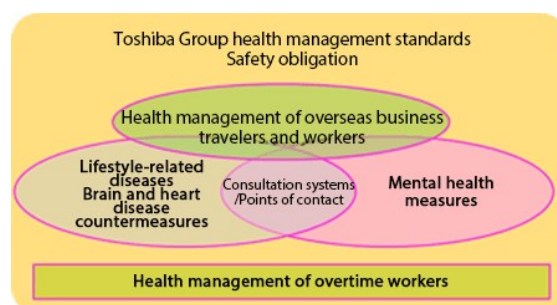 Toshiba Group health management standards
Safety obligation
Health management of overseas business
travelers and workers
Lifestyle-related
diseases
Brain and heart
disease
countermeasures
Consultation systems
/Points of contact
Mental health
measures
Health management of overtime workers